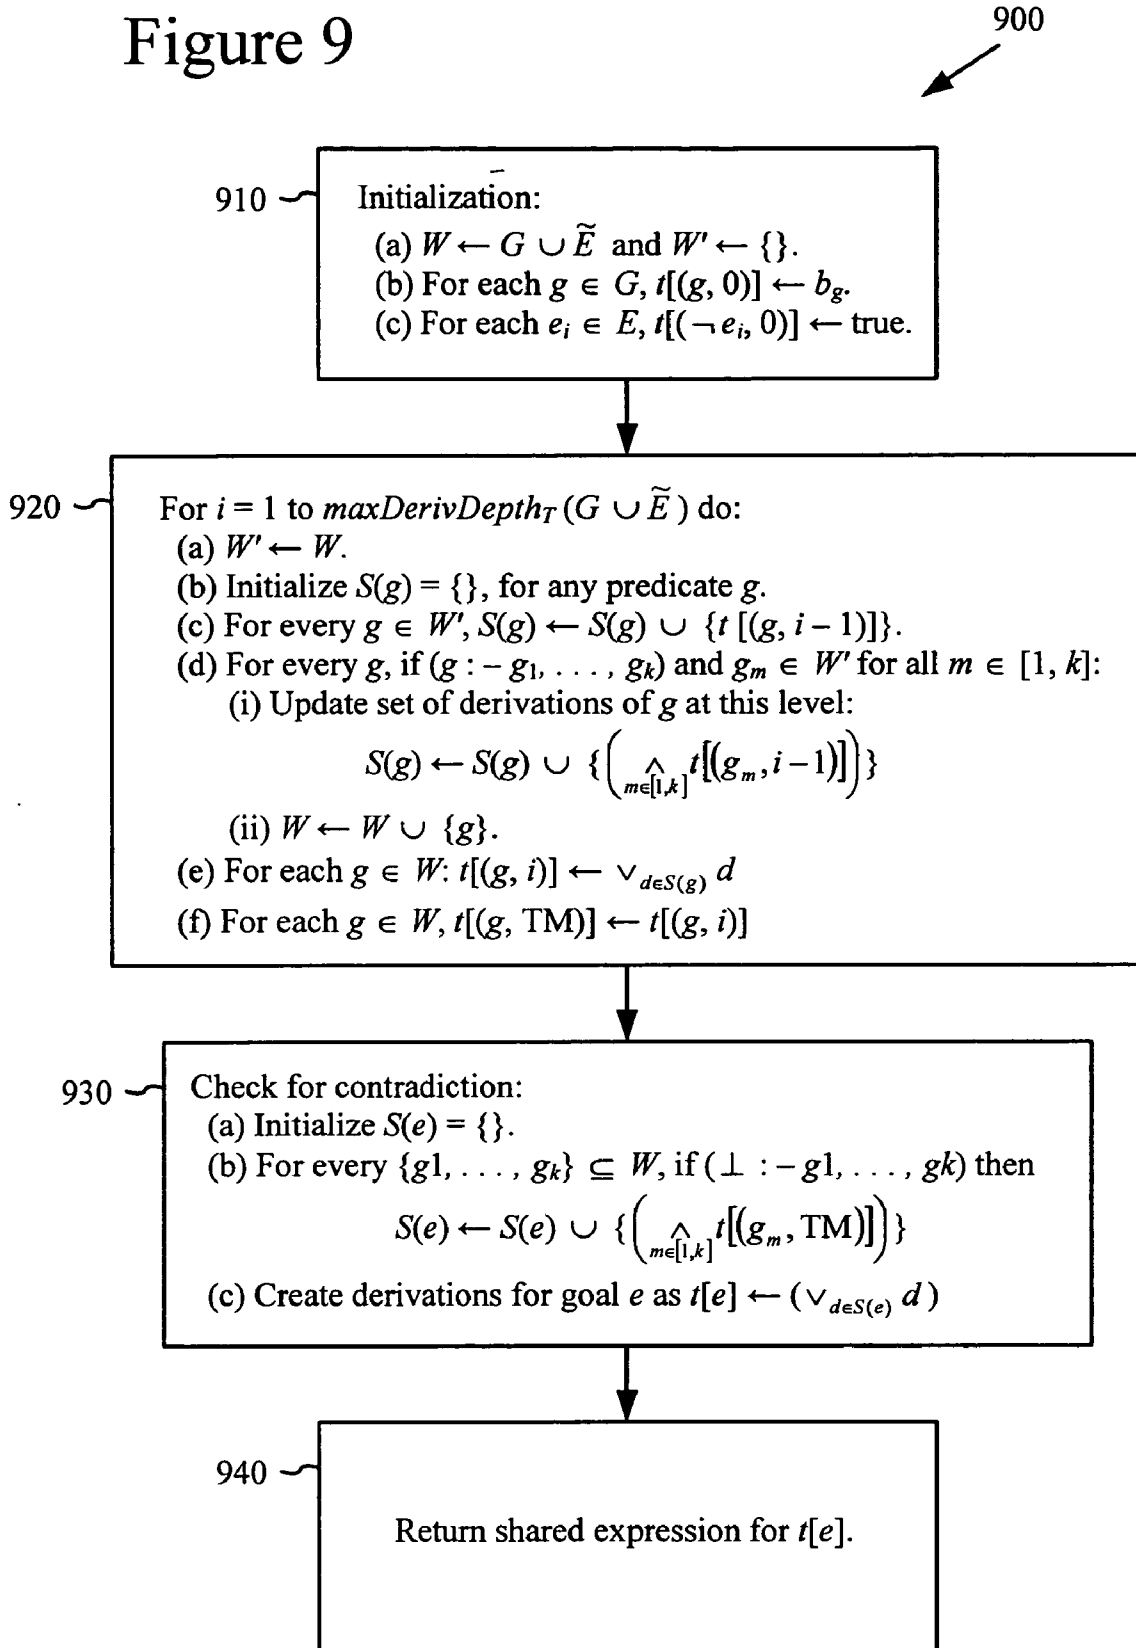 Figure 9
900
910
Initialization:
(a) W ← G ∪ Ẽ and W' ← {}.
(b) For each g ∈ G, t[(g, 0)] ← b_g.
(c) For each e_i ∈ E, t[(¬e_i, 0)] ← true.
920
For i = 1 to maxDerivDepth_T (G ∪ Ẽ) do:
(a) W' ← W.
(b) Initialize S(g) = {}, for any predicate g.
(c) For every g ∈ W', S(g) ← S(g) ∪ {t [(g, i – 1)]}.
(d) For every g, if (g : – g_1, . . . , g_k) and g_m ∈ W' for all m ∈ [1, k]:
(i) Update set of derivations of g at this level:
S(g) ← S(g) ∪ {(∧_{m∈[1,k]} t[(g_m, i–1)])}
(ii) W ← W ∪ {g}.
(e) For each g ∈ W: t[(g, i)] ← ∨_{d∈S(g)} d
(f) For each g ∈ W, t[(g, TM)] ← t[(g, i)]
930
Check for contradiction:
(a) Initialize S(e) = {}.
(b) For every {g1, . . . , g_k} ⊆ W, if (⊥ : – g1, . . . , gk) then
S(e) ← S(e) ∪ {(∧_{m∈[1,k]} t[(g_m, TM)])}
(c) Create derivations for goal e as t[e] ← (∨_{d∈S(e)} d )
940
Return shared expression for t[e].